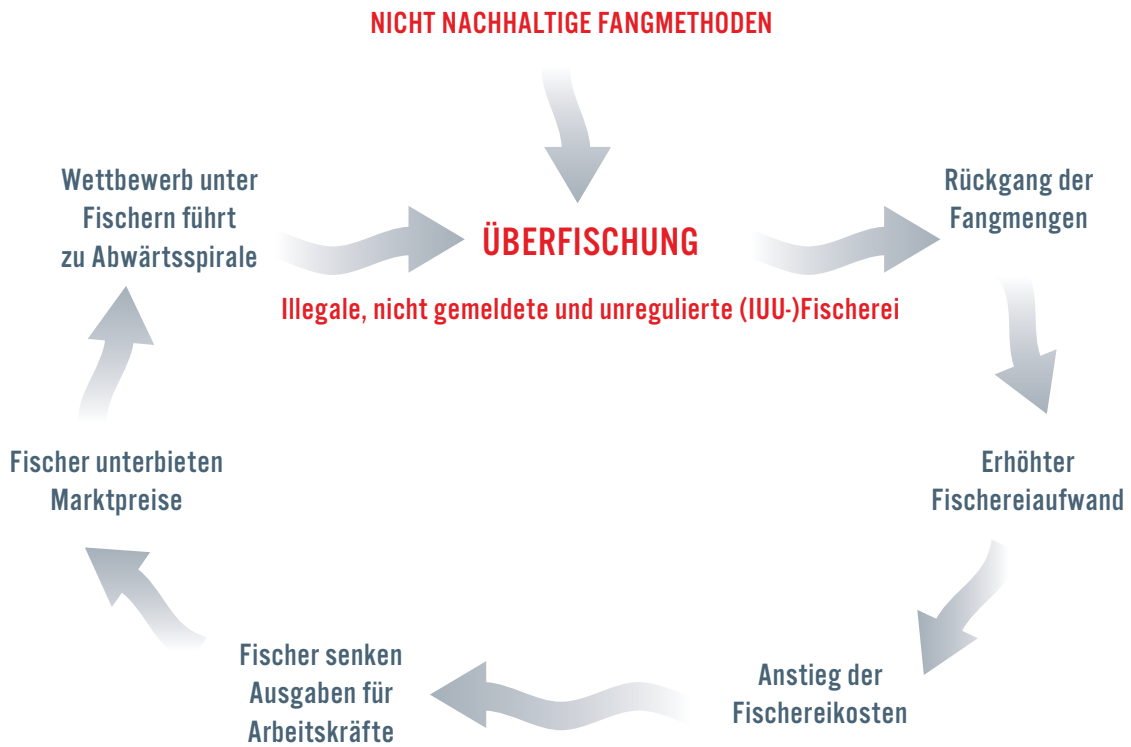 NICHT NACHHALTIGE FANGMETHODEN
ÜBERFISCHUNG
Illegale, nicht gemeldete und unregulierte (IUU-)Fischerei
Rückgang der
Fangmengen
Erhöhter
Fischereiaufwand
Anstieg der
Fischereikosten
Fischer senken
Ausgaben für
Arbeitskräfte
Fischer unterbieten
Marktpreise
Wettbewerb unter
Fischern führt
zu Abwärtsspirale